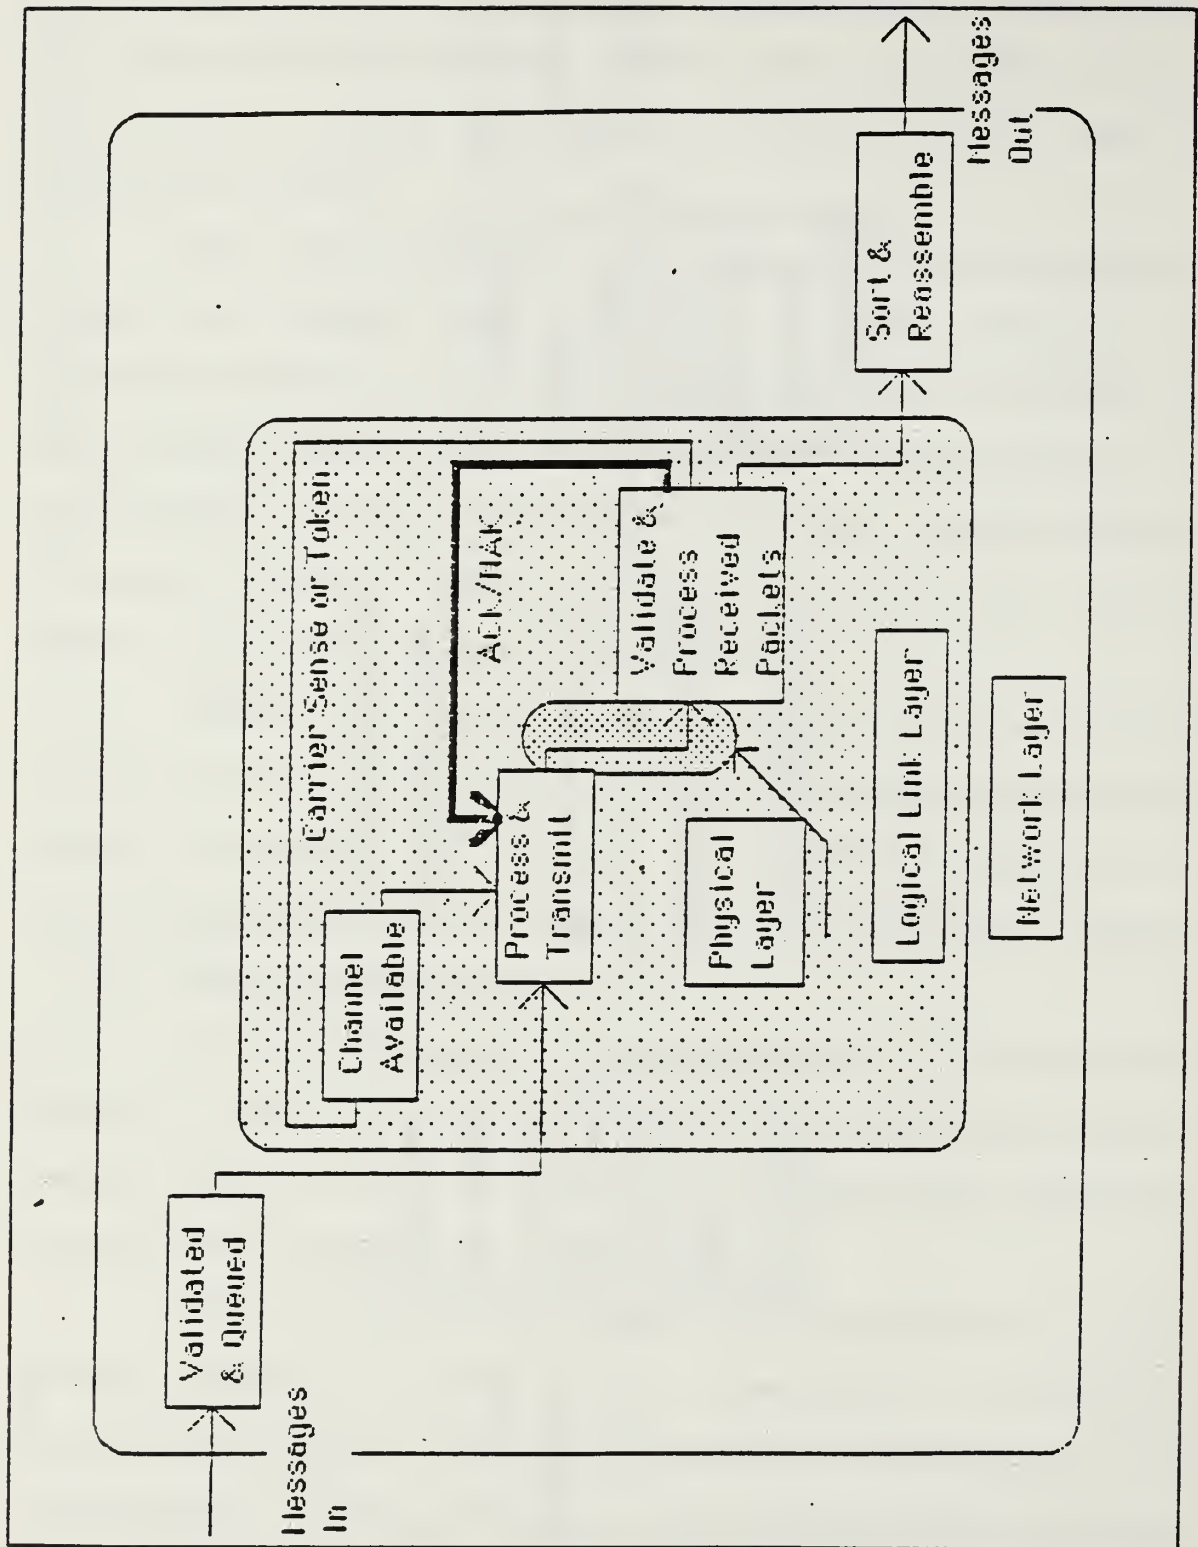 Messages
In
Validated
& Queued
Channel
Available
Carrier Sense or Token
Process &
Transmit
ACK/NAK
Physical
Layer
Validate &
Process
Received
Packets
Logical Link Layer
Network Layer
Sort &
Reassemble
Messages
Out